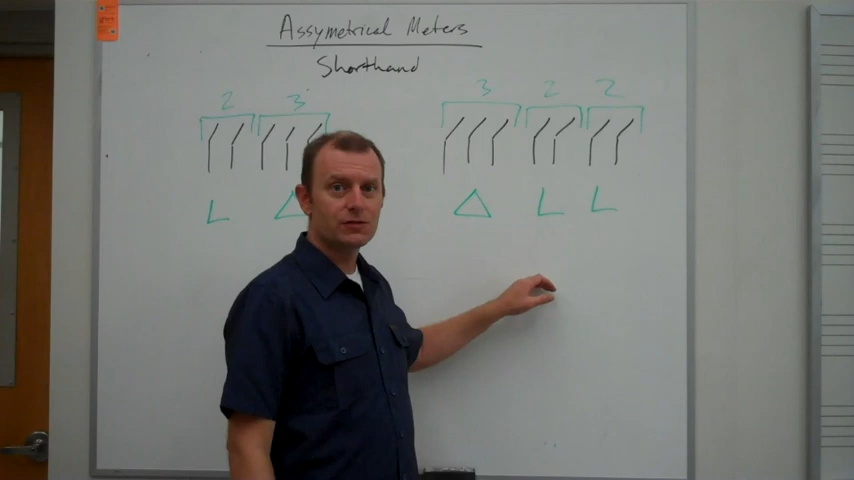 Assymetrical Meters
Shorthand
2 3 3 2 2
L △ △ L L